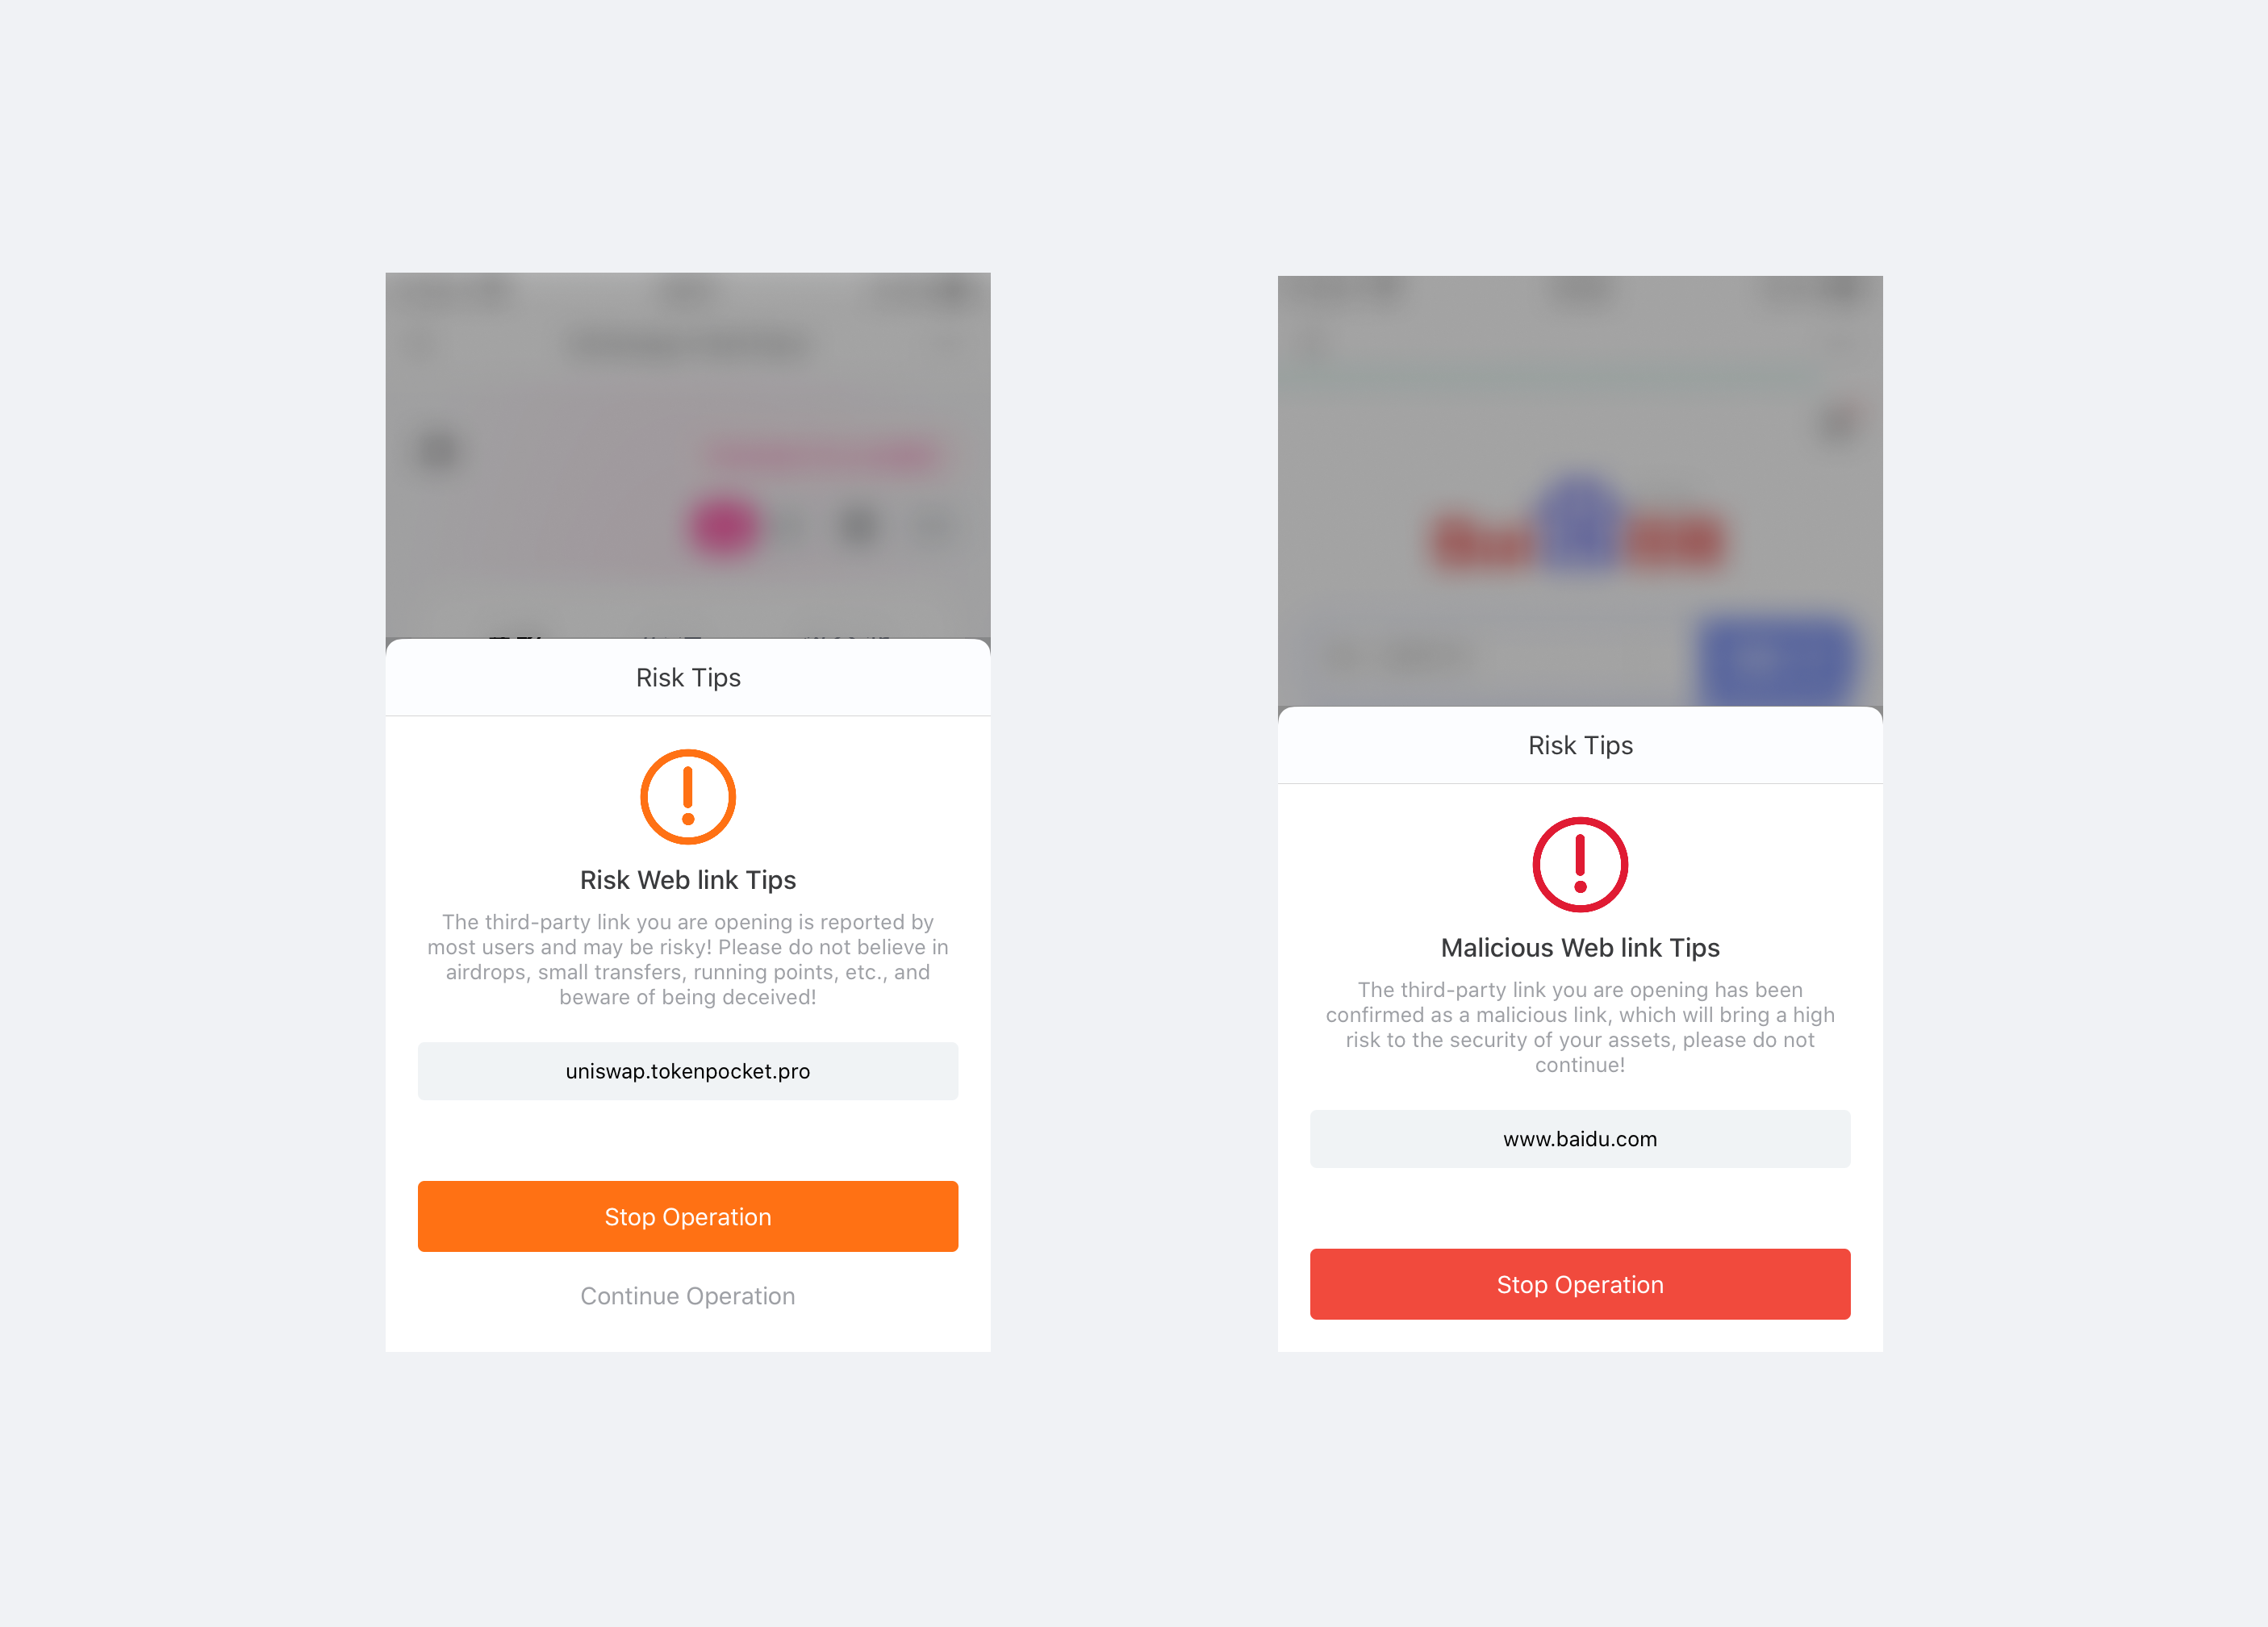 Risk Tips
Risk Web link Tips
The third-party link you are opening is reported by
most users and may be risky! Please do not believe in
airdrops, small transfers, running points, etc., and
beware of being deceived!
uniswap.tokenpocket.pro
Stop Operation
Continue Operation
Risk Tips
Malicious Web link Tips
The third-party link you are opening has been
confirmed as a malicious link, which will bring a high
risk to the security of your assets, please do not
continue!
www.baidu.com
Stop Operation